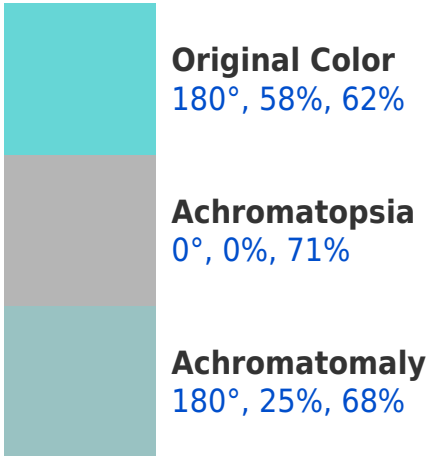 Original Color
180°, 58%, 62%
Achromatopsia
0°, 0%, 71%
Achromatomaly
180°, 25%, 68%